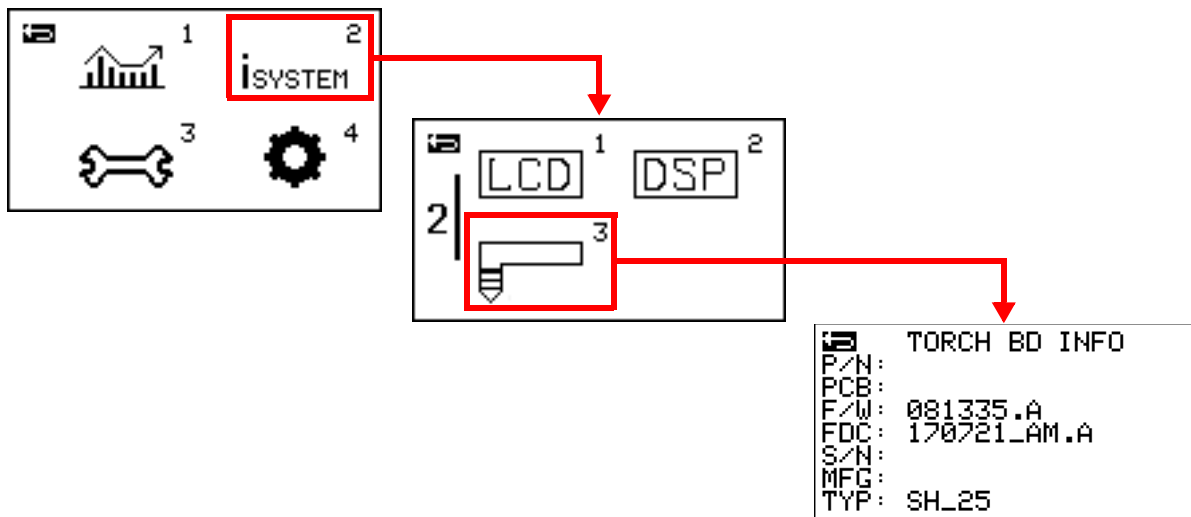 1
2
iSYSTEM
3
4
1
2
LCD
DSP
2
3
TORCH BD INFO
P/N:
PCB:
F/W: 081335.A
FDC: 170721_AM.A
S/N:
MFG:
TYP: SH_25